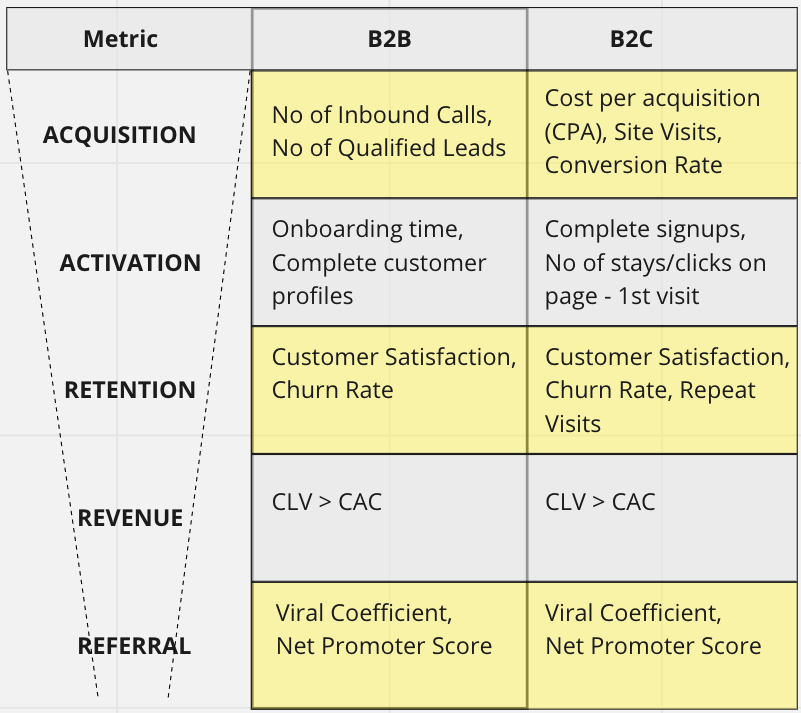 Metric B2B B2C
ACQUISITION
No of Inbound Calls,
No of Qualified Leads
Cost per acquisition
(CPA), Site Visits,
Conversion Rate
ACTIVATION
Onboarding time,
Complete customer
profiles
Complete signups,
No of stays/clicks on
page - 1st visit
RETENTION
Customer Satisfaction,
Churn Rate
Customer Satisfaction,
Churn Rate, Repeat
Visits
REVENUE
CLV > CAC
CLV > CAC
REFERRAL
Viral Coefficient,
Net Promoter Score
Viral Coefficient,
Net Promoter Score